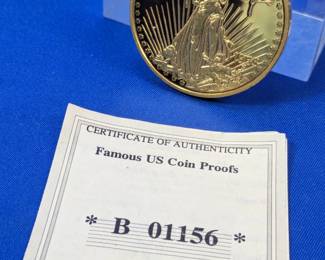 CERTIFICATE OF AUTHENTICITY
Famous US Coin Proofs
* B 01156 *